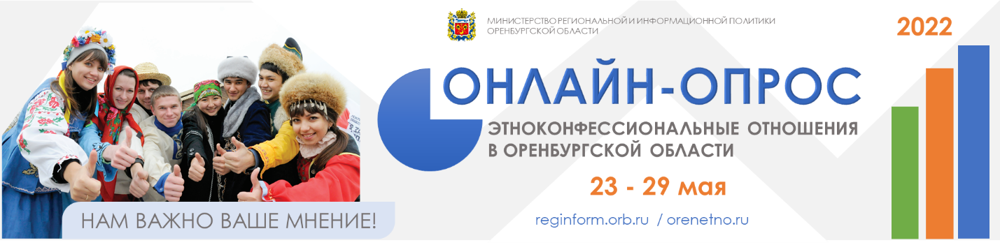 МИНИСТЕРСТВО РЕГИОНАЛЬНОЙ И ИНФОРМАЦИОННОЙ ПОЛИТИКИ
ОРЕНБУРГСКОЙ ОБЛАСТИ
2022
ОНЛАЙН-ОПРОС
ЭТНОКОНФЕССИОНАЛЬНЫЕ ОТНОШЕНИЯ
В ОРЕНБУРГСКОЙ ОБЛАСТИ
23 - 29 мая
reginform.orb.ru / orenetno.ru
НАМ ВАЖНО ВАШЕ МНЕНИЕ!